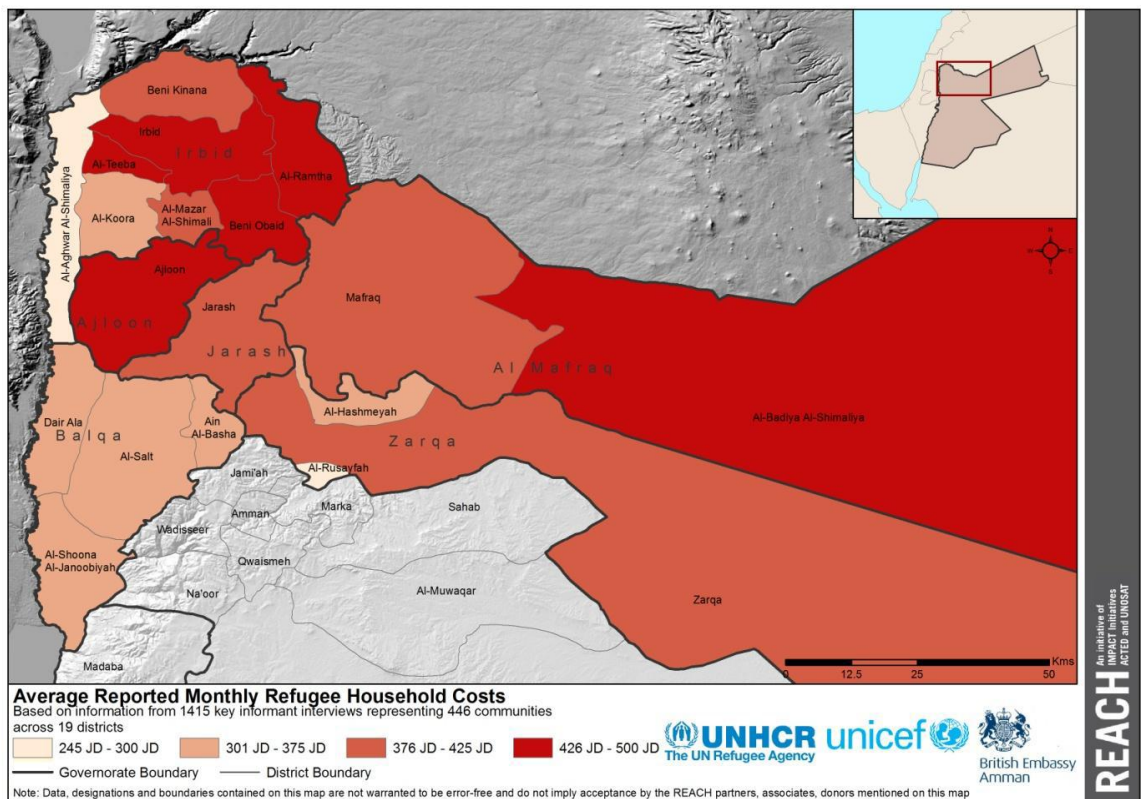 Beni Kinana
Irbid
Irbid
Al-Teeba
Al-Ramtha
Al-Aghwar Al-Shimaliya
Al-Koora
Al-Mazar
Al-Shimali
Beni Obaid
Ajloon
Ajloon
Jarash
Jarash
Mafraq
Al Mafraq
Al-Badiya Al-Shimaliya
Al-Hashmeyah
Zarqa
Dair Ala
Balqa
Ain
Al-Basha
Al-Salt
Al-Rusayfah
Jami'ah
Marka
Sahab
Amman
Wadisseer
Qwaismeh
Al-Shoona
Al-Janoobiyah
Na'oor
Al-Muwaqar
Zarqa
Madaba
N
W
E
S
Kms
0 12.5 25 50
Average Reported Monthly Refugee Household Costs
Based on information from 1415 key informant interviews representing 446 communities
across 19 districts
245 JD - 300 JD 301 JD - 375 JD 376 JD - 425 JD 426 JD - 500 JD
Governorate Boundary District Boundary
Note: Data, designations and boundaries contained on this map are not warranted to be error-free and do not imply acceptance by the REACH partners, associates, donors mentioned on this map
UNHCR
The UN Refugee Agency
unicef
British Embassy
Amman
REACH
An initiative of
IMPACT Initiatives
ACTED and UNOSAT